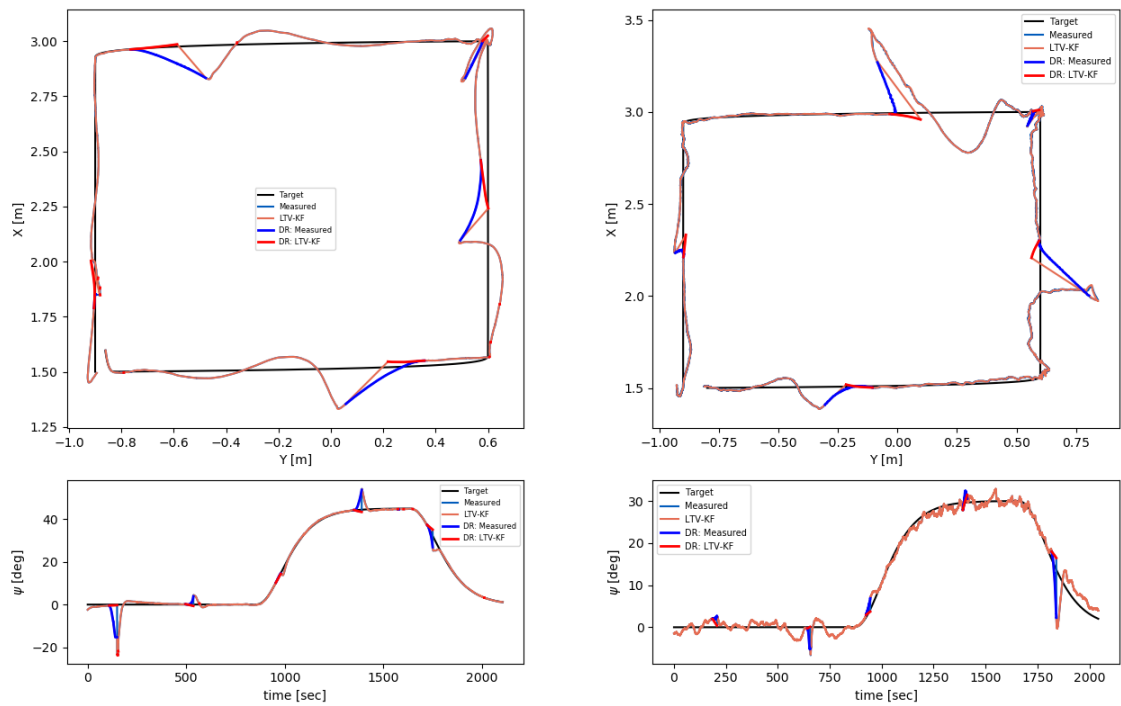 3.00
2.75
2.50
2.25
2.00
1.75
1.50
1.25
X [m]
Target
Measured
LTV-KF
DR: Measured
DR: LTV-KF
−1.0 −0.8 −0.6 −0.4 −0.2 0.0 0.2 0.4 0.6
Y [m]
3.5
3.0
2.5
2.0
1.5
X [m]
Target
Measured
LTV-KF
DR: Measured
DR: LTV-KF
−1.00 −0.75 −0.50 −0.25 0.00 0.25 0.50 0.75
Y [m]
40
20
0
−20
ψ [deg]
Target
Measured
LTV-KF
DR: Measured
DR: LTV-KF
0 500 1000 1500 2000
time [sec]
30
20
10
0
ψ [deg]
Target
Measured
LTV-KF
DR: Measured
DR: LTV-KF
0 250 500 750 1000 1250 1500 1750 2000
time [sec]